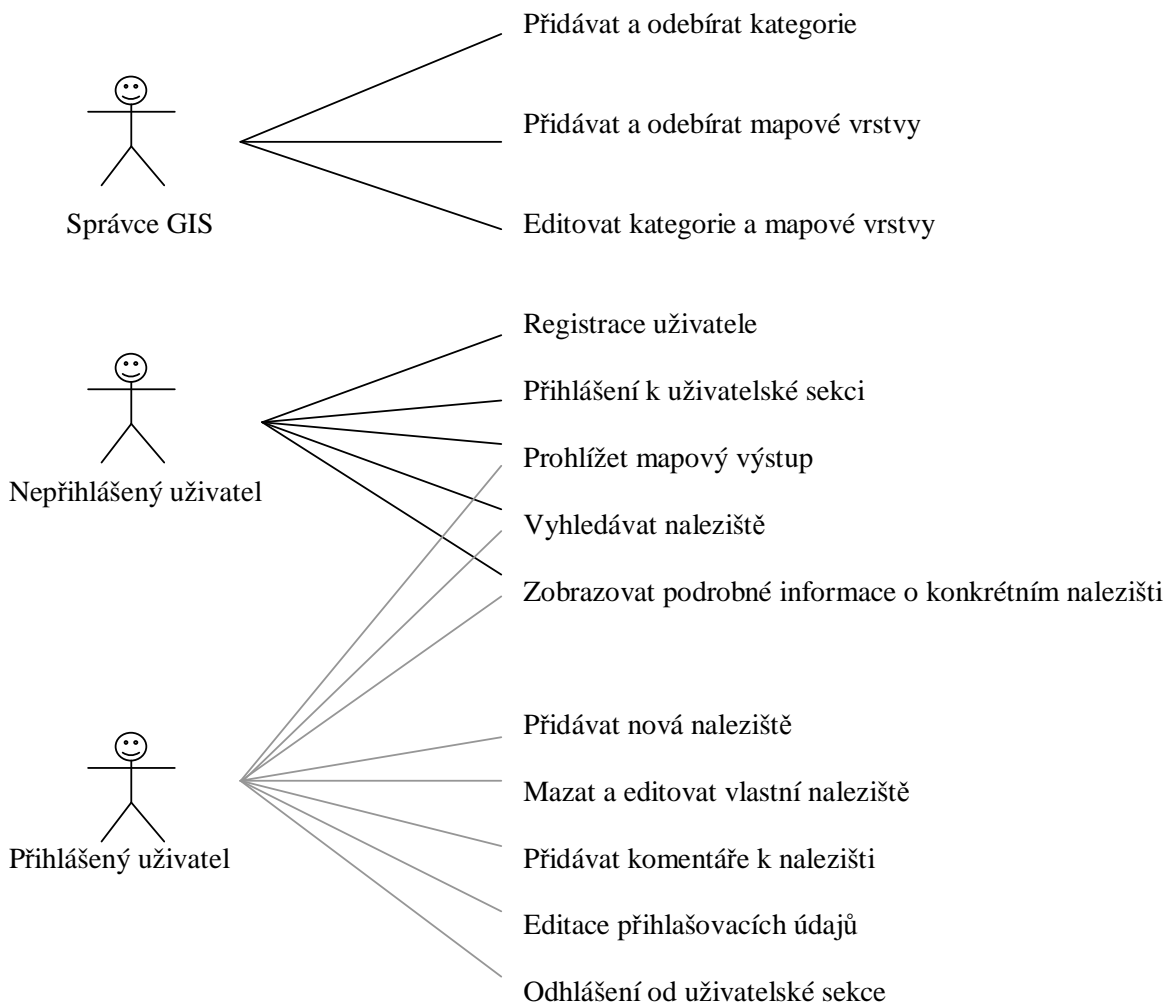 Přidávat a odebírat kategorie
Přidávat a odebírat mapové vrstvy
Správce GIS
Editovat kategorie a mapové vrstvy
Registrace uživatele
Přihlášení k uživatelské sekci
Prohlížet mapový výstup
Nepřihlášený uživatel
Vyhledávat naleziště
Zobrazovat podrobné informace o konkrétním nalezišti
Přidávat nová naleziště
Mazat a editovat vlastní naleziště
Přihlášený uživatel
Přidávat komentáře k nalezišti
Editace přihlašovacích údajů
Odhlášení od uživatelské sekce